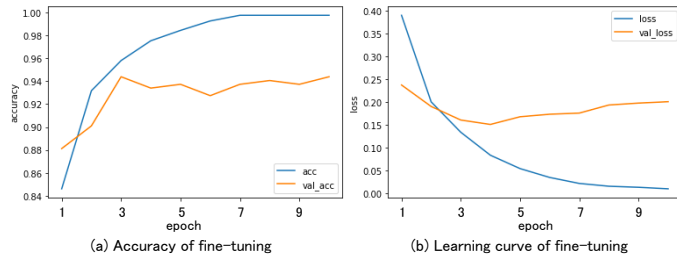 1.00
0.98
0.96
0.94
0.92
0.90
0.88
0.86
0.84
accuracy
1 3 5 7 9
epoch
acc
val_acc
(a) Accuracy of fine-tuning
0.40
0.35
0.30
0.25
0.20
0.15
0.10
0.05
0.00
loss
1 3 5 7 9
epoch
loss
val_loss
(b) Learning curve of fine-tuning